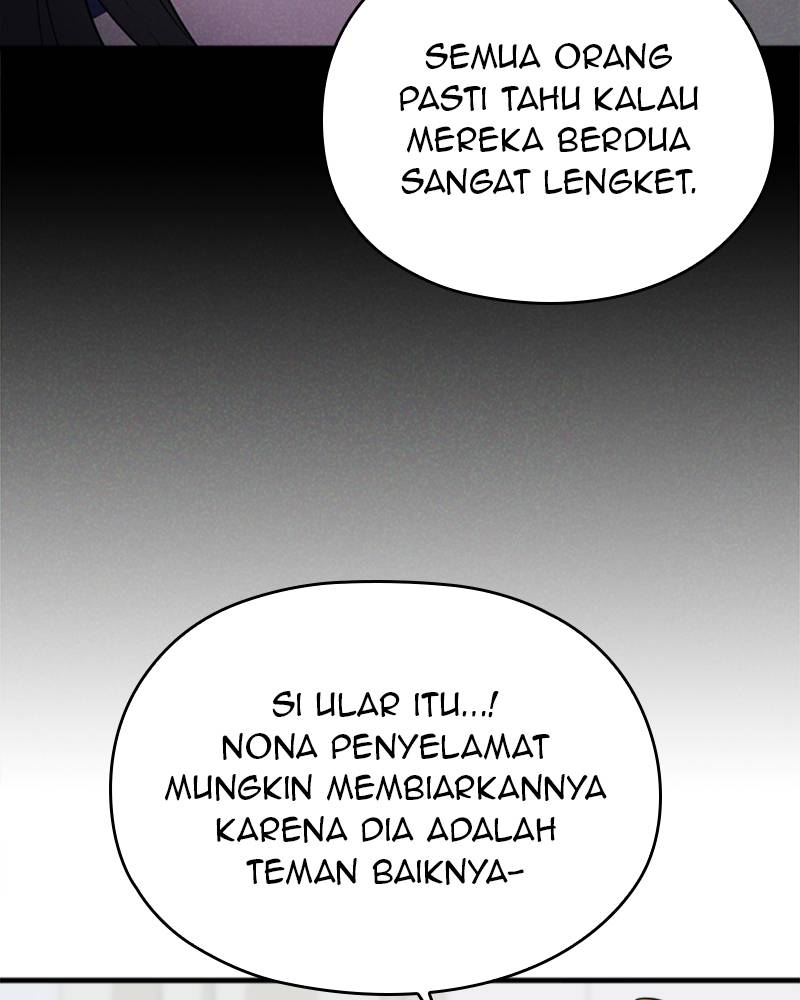 SEMUA ORANG
PASTI TAHU KALAU
MEREKA BERDUA
SANGAT LENGKET.
SI ULAR ITU...!
NONA PENYELAMAT
MUNGKIN MEMBIARKANNYA
KARENA DIA ADALAH
TEMAN BAIKNYA-